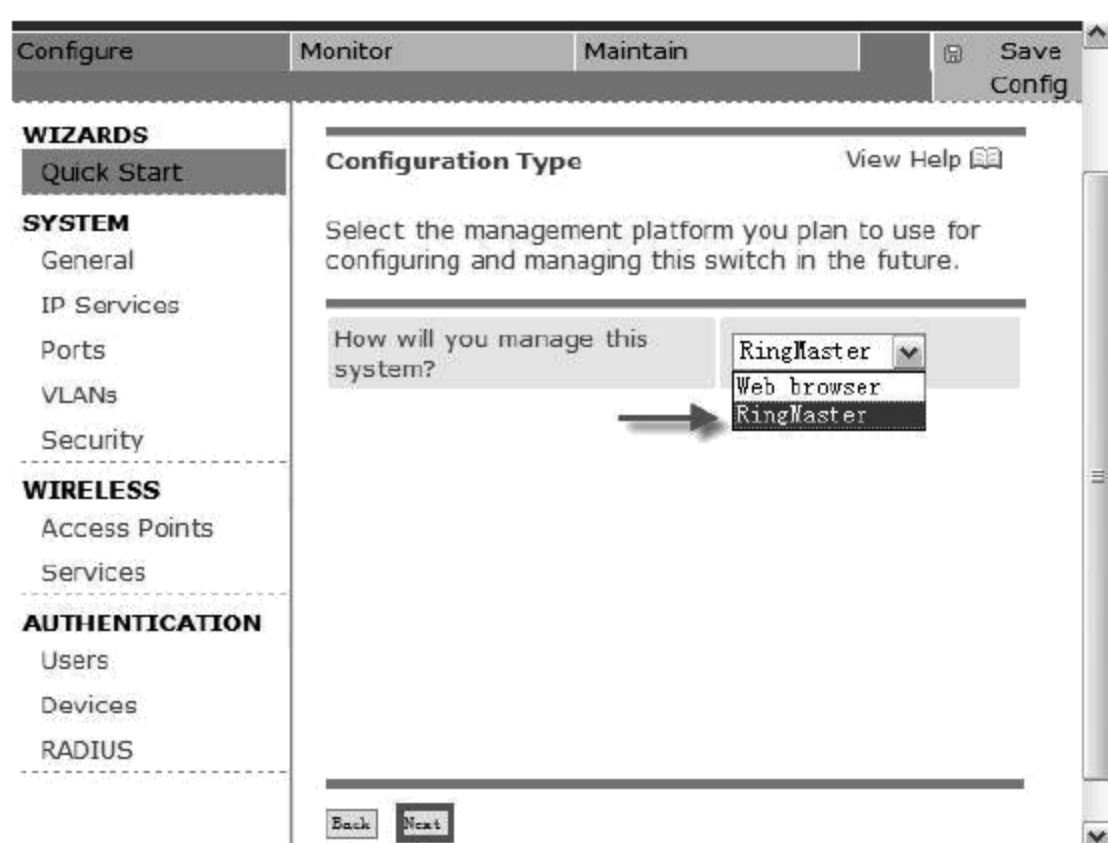 Configure
Monitor
Maintain
Save
Config
WIZARDS
Quick Start
SYSTEM
General
IP Services
Ports
VLANs
Security
WIRELESS
Access Points
Services
AUTHENTICATION
Users
Devices
RADIUS
Configuration Type
View Help
Select the management platform you plan to use for
configuring and managing this switch in the future.
How will you manage this
system?
RingMaster
Web browser
RingMaster
Back
Next